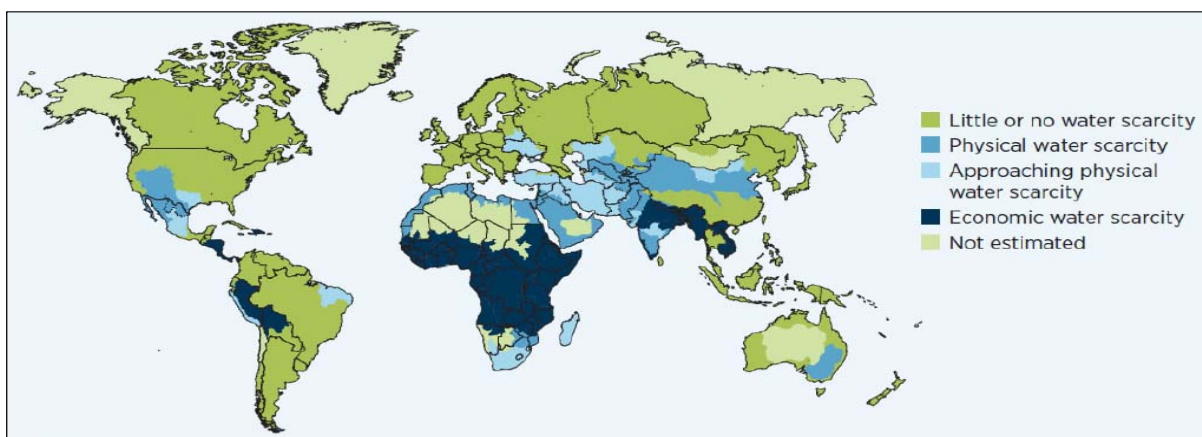 Little or no water scarcity
Physical water scarcity
Approaching physical
water scarcity
Economic water scarcity
Not estimated